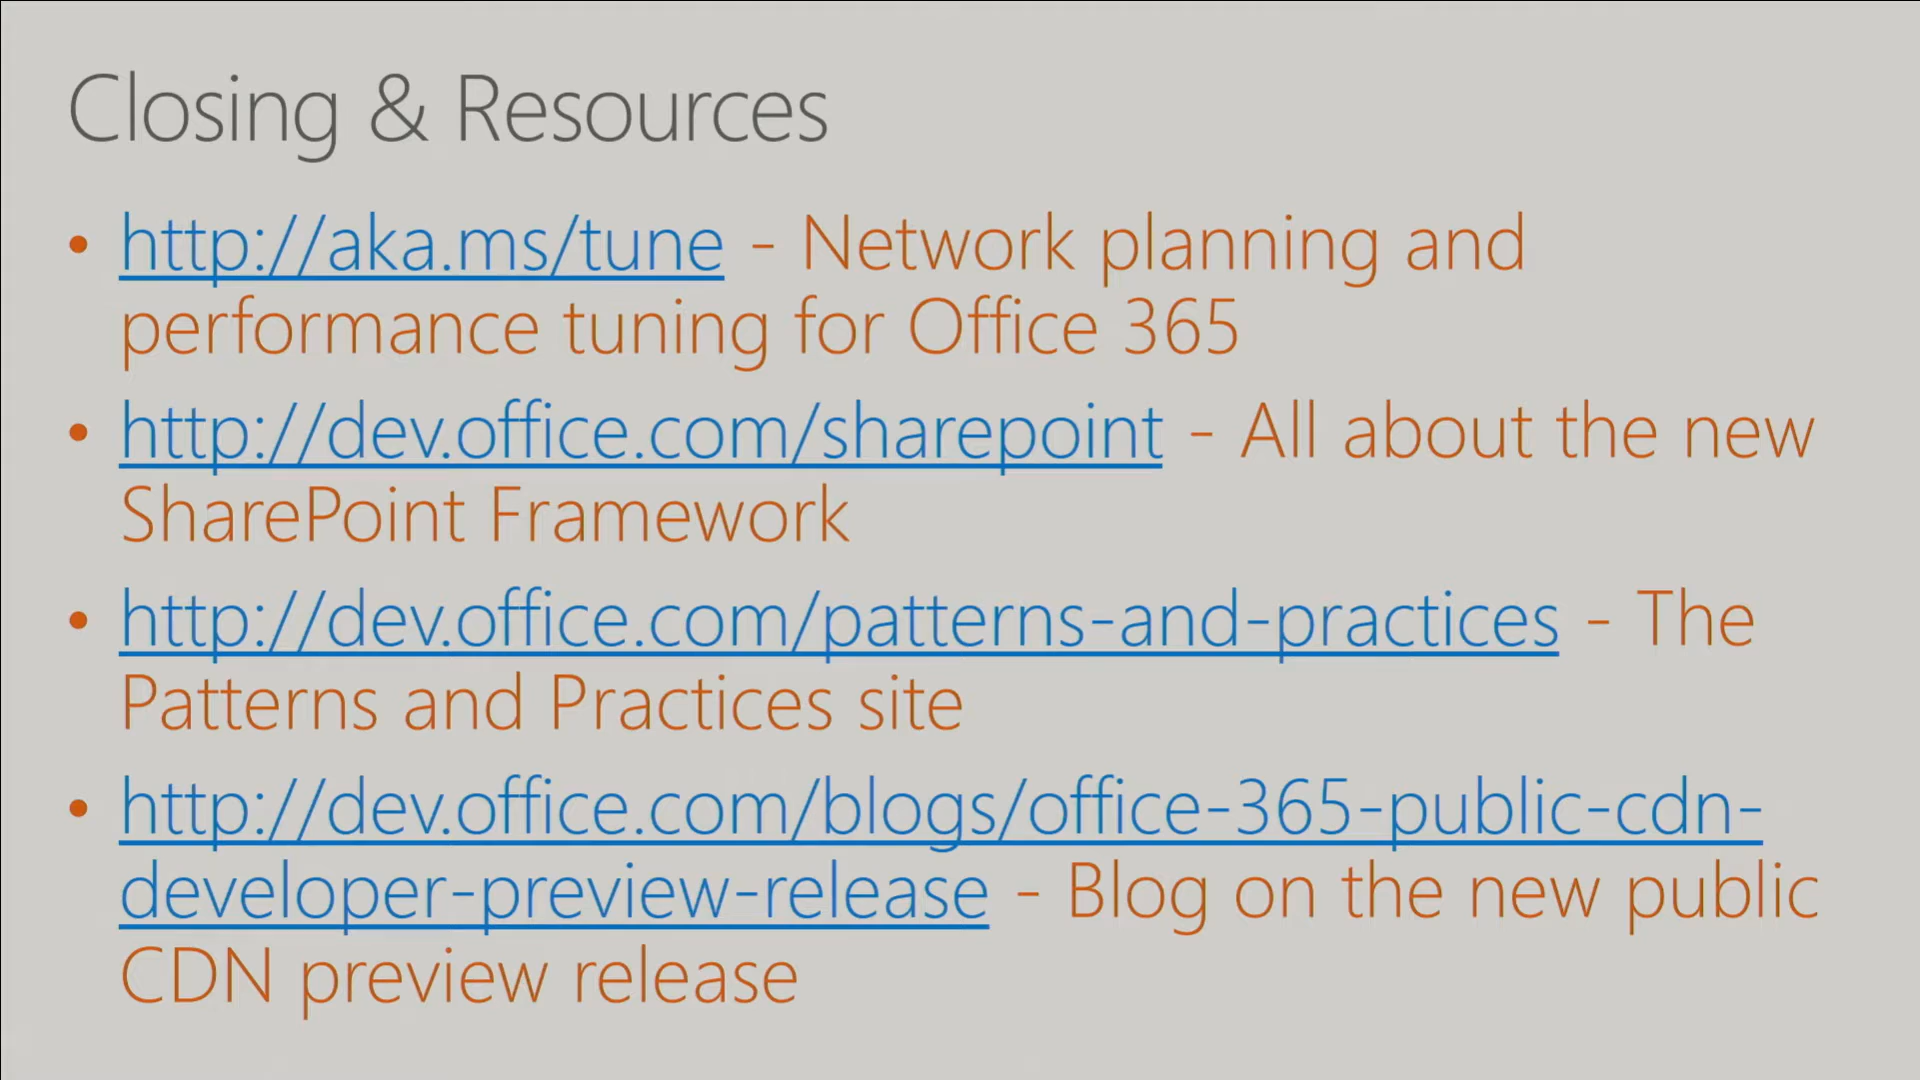 Closing & Resources
• http://aka.ms/tune - Network planning and
performance tuning for Office 365
• http://dev.office.com/sharepoint - All about the new
SharePoint Framework
• http://dev.office.com/patterns-and-practices - The
Patterns and Practices site
• http://dev.office.com/blogs/office-365-public-cdn-
developer-preview-release - Blog on the new public
CDN preview release